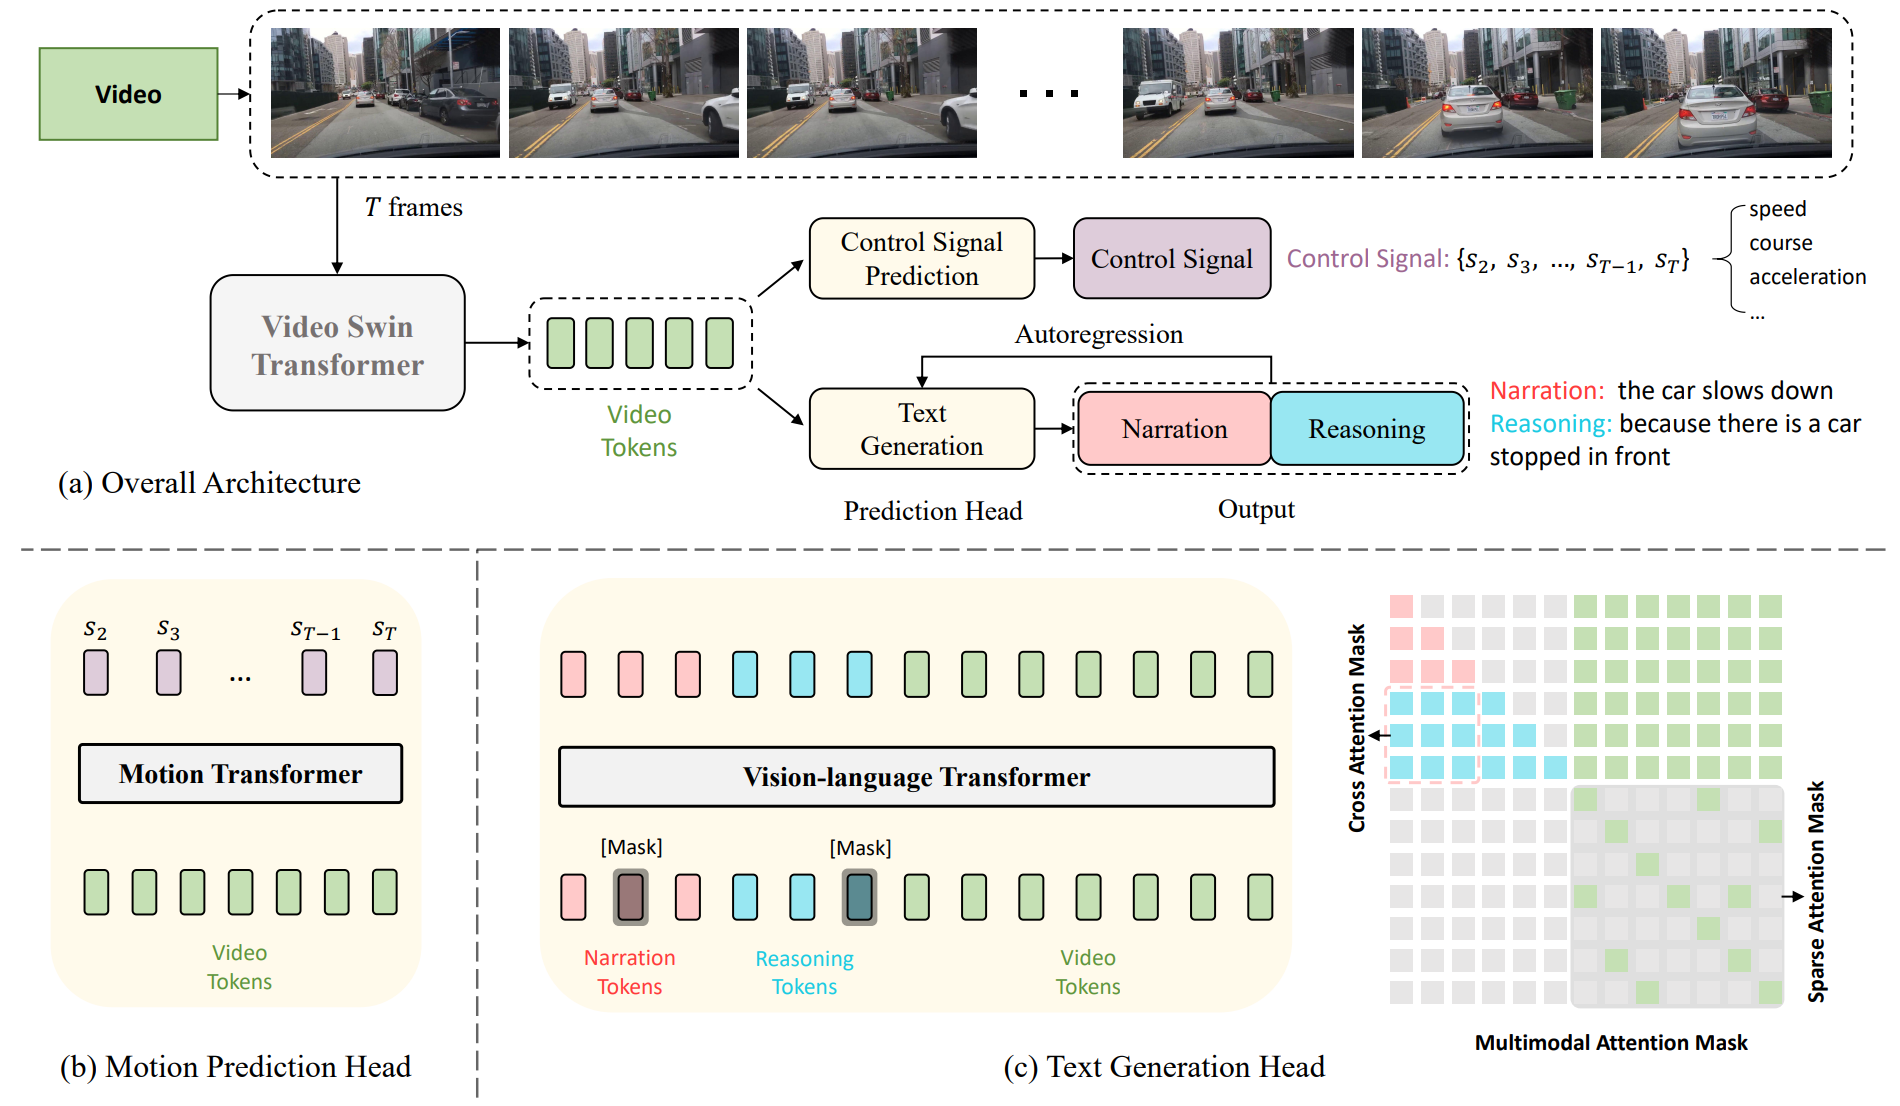 Video
T frames
Video Swin
Transformer
Video
Tokens
Control Signal
Prediction
Control Signal
Control Signal: {s₂, s₃, …, s_{T−1}, s_T}
speed
course
acceleration
...
Autoregression
Text
Generation
Narration
Reasoning
Narration: the car slows down
Reasoning: because there is a car
stopped in front
Prediction Head
Output
(a) Overall Architecture
s₂ s₃ s_{T−1} s_T
...
Motion Transformer
Video
Tokens
(b) Motion Prediction Head
Vision-language Transformer
[Mask] [Mask]
Narration
Tokens
Reasoning
Tokens
Video
Tokens
Cross Attention Mask
Sparse Attention Mask
Multimodal Attention Mask
(c) Text Generation Head